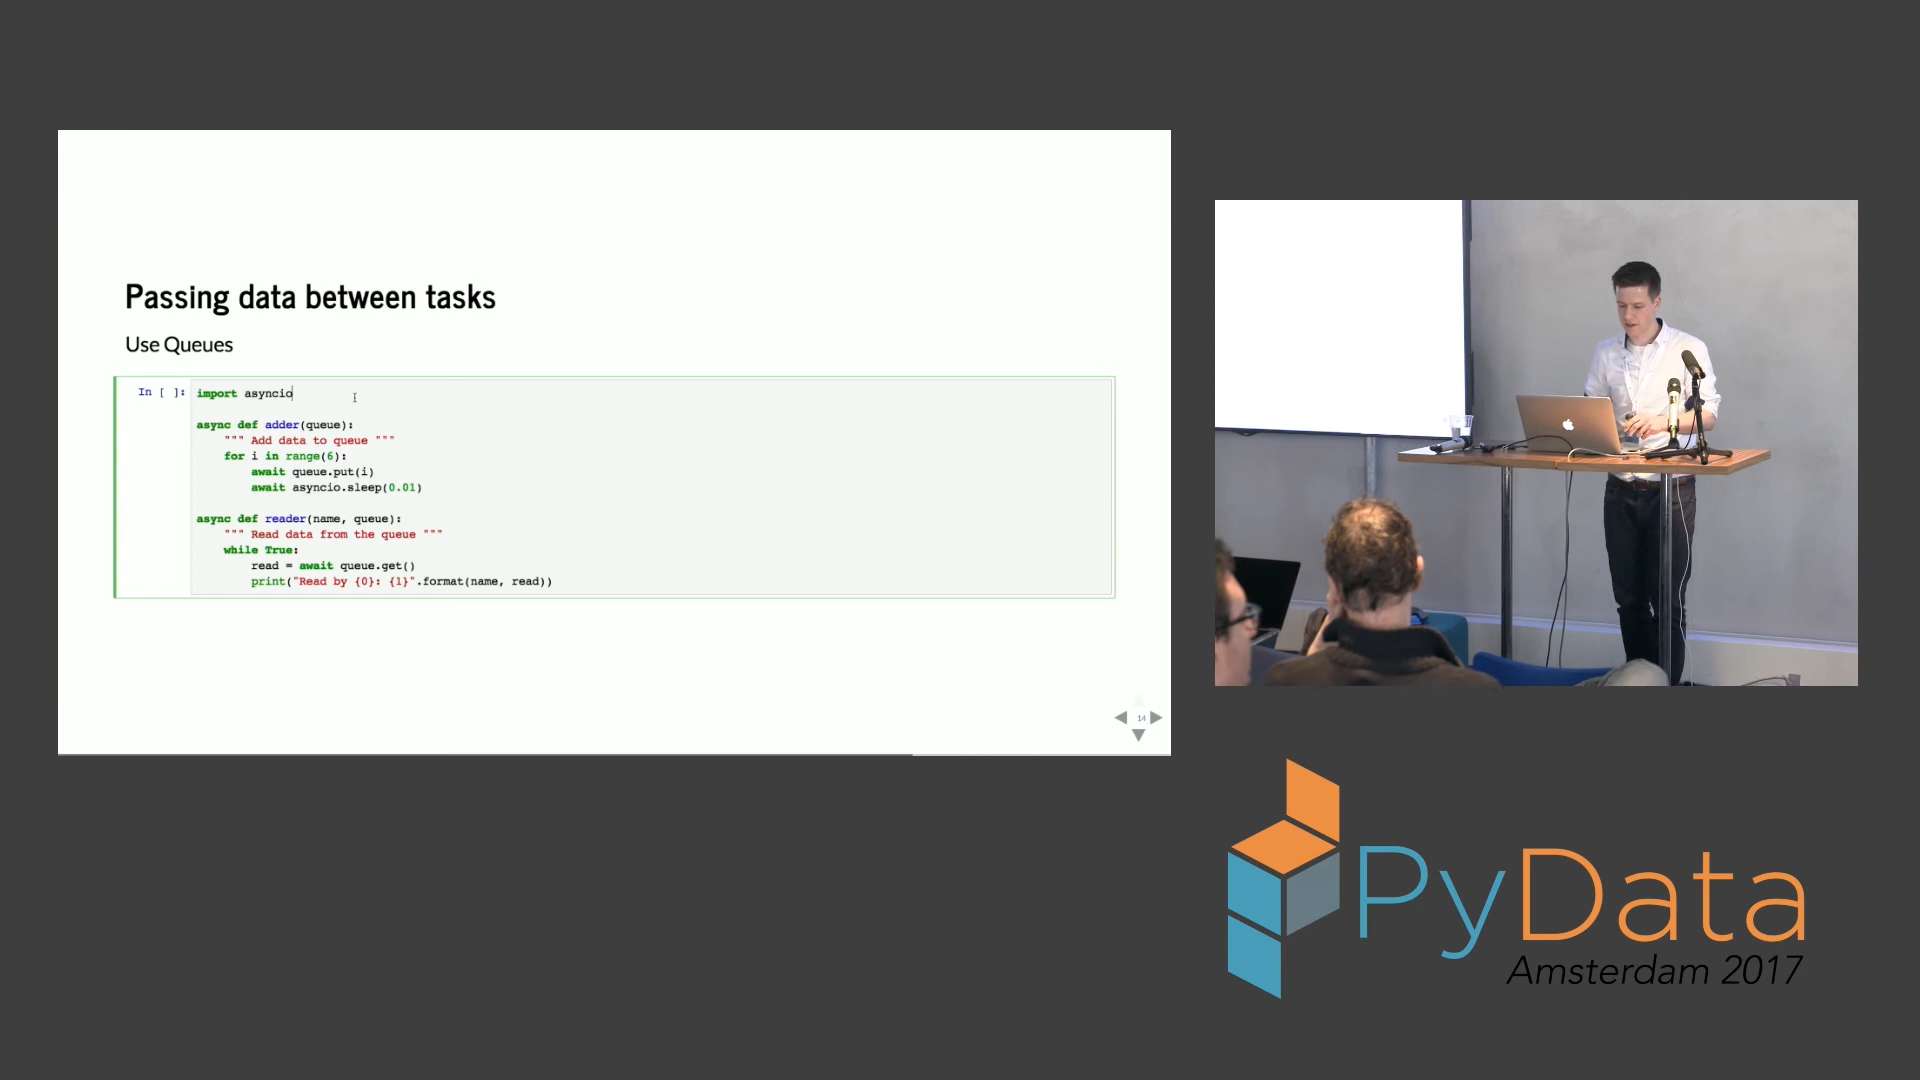 Passing data between tasks
Use Queues
In [ ]:
import asyncio
async def adder(queue):
""" Add data to queue """
for i in range(6):
await queue.put(i)
await asyncio.sleep(0.01)
async def reader(name, queue):
""" Read data from the queue """
while True:
read = await queue.get()
print("Read by {0}: {1}".format(name, read))
14
PyData
Amsterdam 2017